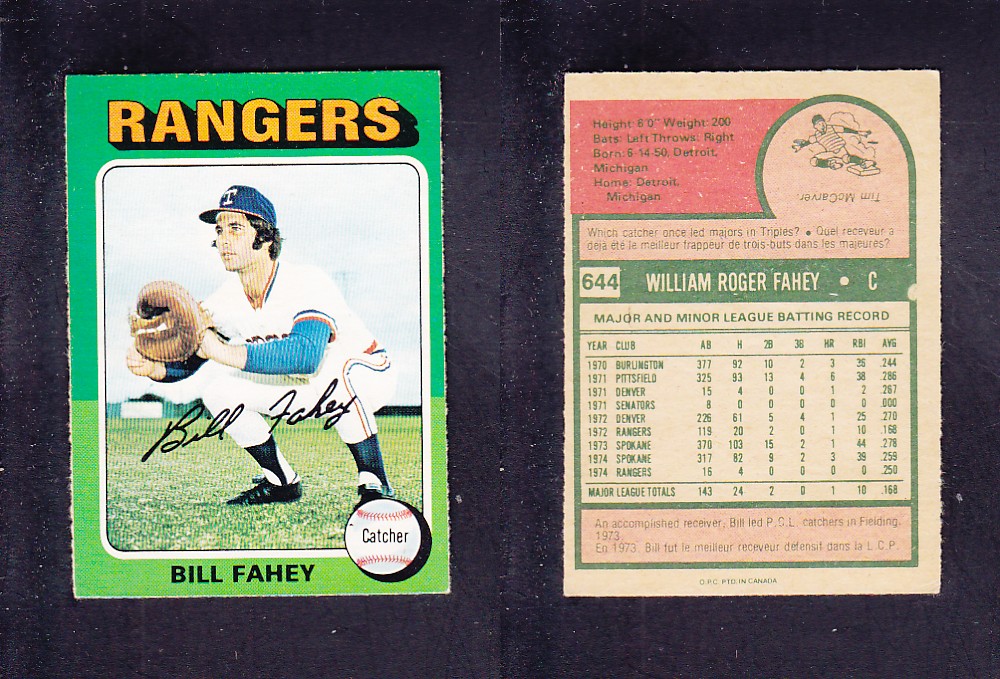 RANGERS
T
Bill Fahey
Catcher
BILL FAHEY
Height: 6'0" Weight: 200
Bats: Left Throws: Right
Born: 6-14-50, Detroit,
Michigan
Home: Detroit,
Michigan
Tim McCarver
Which catcher once led majors in Triples? • Quel receveur a
déjà été le meilleur frappeur de trois-buts dans les majeures?
644 WILLIAM ROGER FAHEY • C
MAJOR AND MINOR LEAGUE BATTING RECORD
YEAR CLUB AB H 2B 3B HR RBI AVG
1970 BURLINGTON 377 92 10 2 3 36 .244
1971 PITTSFIELD 325 93 13 4 6 38 .286
1971 DENVER 15 4 0 0 1 2 .267
1971 SENATORS 8 0 0 0 0 0 .000
1972 DENVER 226 61 5 4 1 25 .270
1972 RANGERS 119 20 2 0 1 10 .168
1973 SPOKANE 370 103 15 2 1 44 .278
1974 SPOKANE 317 82 9 2 3 39 .259
1974 RANGERS 16 4 0 0 0 0 .250
MAJOR LEAGUE TOTALS 143 24 2 0 1 10 .168
An accomplished receiver, Bill led P.C.L. catchers in Fielding,
1973.
En 1973, Bill fut le meilleur receveur défensif dans la L.C.P.
O.P.C. PTD. IN CANADA